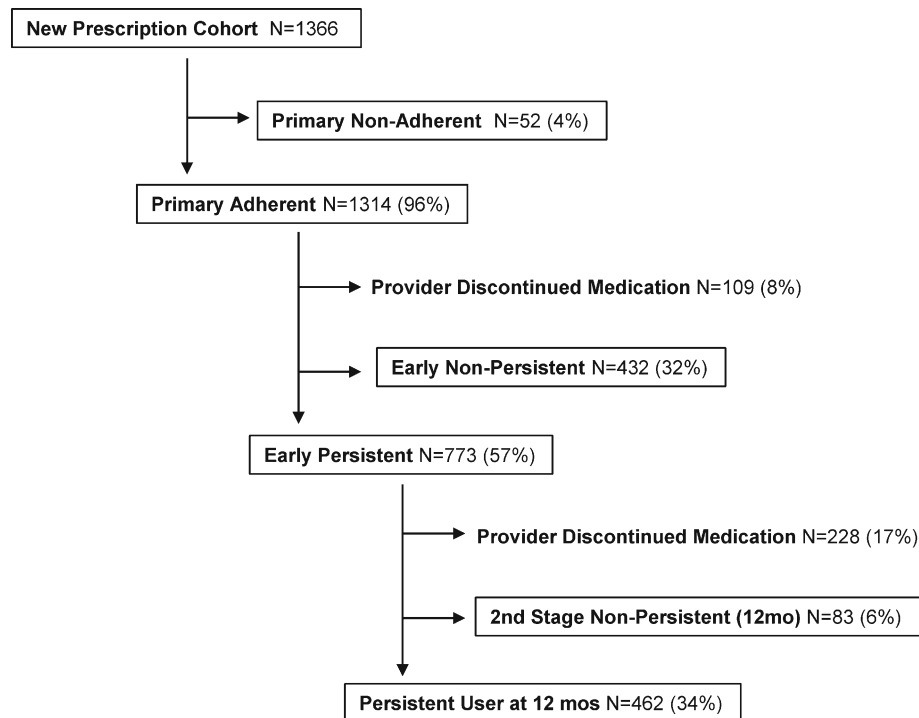 New Prescription Cohort N=1366
Primary Non-Adherent N=52 (4%)
Primary Adherent N=1314 (96%)
Provider Discontinued Medication N=109 (8%)
Early Non-Persistent N=432 (32%)
Early Persistent N=773 (57%)
Provider Discontinued Medication N=228 (17%)
2nd Stage Non-Persistent (12mo) N=83 (6%)
Persistent User at 12 mos N=462 (34%)